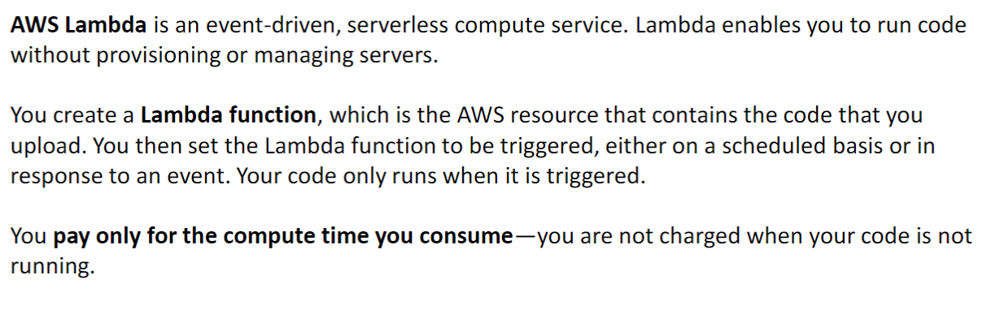 AWS Lambda is an event-driven, serverless compute service. Lambda enables you to run code
without provisioning or managing servers.
You create a Lambda function, which is the AWS resource that contains the code that you
upload. You then set the Lambda function to be triggered, either on a scheduled basis or in
response to an event. Your code only runs when it is triggered.
You pay only for the compute time you consume—you are not charged when your code is not
running.